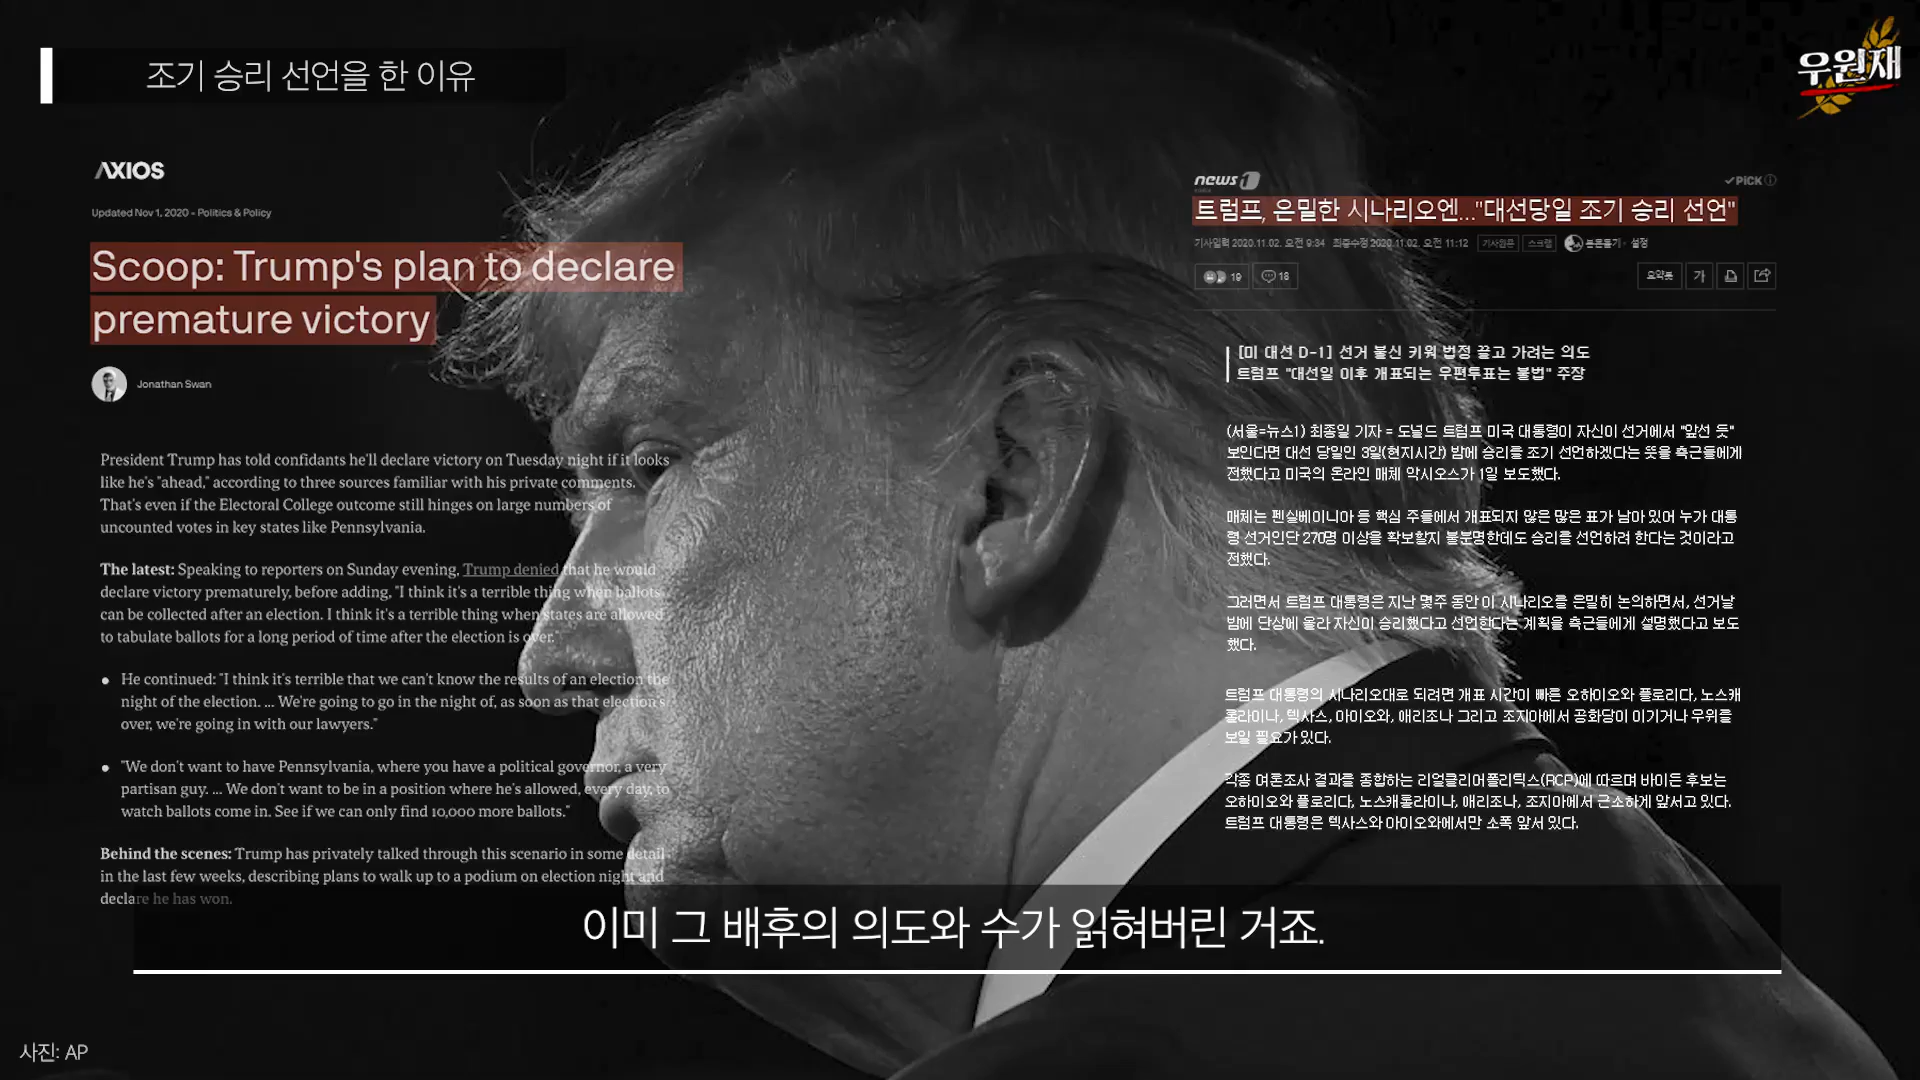 조기 승리 선언을 한 이유
우원재
AXIOS
Updated Nov 1, 2020 - Politics & Policy
Scoop: Trump's plan to declare
premature victory
Jonathan Swan
President Trump has told confidants he'll declare victory on Tuesday night if it looks
like he's "ahead," according to three sources familiar with his private comments.
That's even if the Electoral College outcome still hinges on large numbers of
uncounted votes in key states like Pennsylvania.
The latest: Speaking to reporters on Sunday evening, Trump denied that he would
declare victory prematurely, before adding, "I think it's a terrible thing when ballots
can be collected after an election. I think it's a terrible thing when states are allowed
to tabulate ballots for a long period of time after the election is over."
He continued: "I think it's terrible that we can't know the results of an election the
night of the election. ... We're going to go in the night of, as soon as that election's
over, we're going in with our lawyers."
"We don't want to have Pennsylvania, where you have a political governor, a very
partisan guy. ... We don't want to be in a position where he's allowed, every day, to
watch ballots come in. See if we can only find 10,000 more ballots."
Behind the scenes: Trump has privately talked through this scenario in some detail
in the last few weeks, describing plans to walk up to a podium on election night and
declare he has won.
news1
PiCK
트럼프, 은밀한 시나리오엔..."대선당일 조기 승리 선언"
기사입력 2020.11.02. 오전 9:34 최종수정 2020.11.02. 오전 11:12 기사원문 스크랩 본문듣기 · 설정
19 18 요약봇 가
[미 대선 D-1] 선거 불신 키워 법정 끌고 가려는 의도
트럼프 "대선일 이후 개표되는 우편투표는 불법" 주장
(서울=뉴스1) 최종일 기자 = 도널드 트럼프 미국 대통령이 자신이 선거에서 "앞선 듯"
보인다면 대선 당일인 3일(현지시간) 밤에 승리를 조기 선언하겠다는 뜻을 측근들에게
전했다고 미국의 온라인 매체 악시오스가 1일 보도했다.
매체는 펜실베이니아 등 핵심 주들에서 개표되지 않은 많은 표가 남아 있어 누가 대통
령 선거인단 270명 이상을 확보할지 불분명한데도 승리를 선언하려 한다는 것이라고
전했다.
그러면서 트럼프 대통령은 지난 몇주 동안 이 시나리오를 은밀히 논의하면서, 선거날
밤에 단상에 올라 자신이 승리했다고 선언한다는 계획을 측근들에게 설명했다고 보도
했다.
트럼프 대통령의 시나리오대로 되려면 개표 시간이 빠른 오하이오와 플로리다, 노스캐
롤라이나, 텍사스, 아이오와, 애리조나 그리고 조지아에서 공화당이 이기거나 우위를
보일 필요가 있다.
각종 여론조사 결과를 종합하는 리얼클리어폴리틱스(RCP)에 따르며 바이든 후보는
오하이오와 플로리다, 노스캐롤라이나, 애리조나, 조지아에서 근소하게 앞서고 있다.
트럼프 대통령은 텍사스와 아이오와에서만 소폭 앞서 있다.
이미 그 배후의 의도와 수가 읽혀버린 거죠.
사진: AP